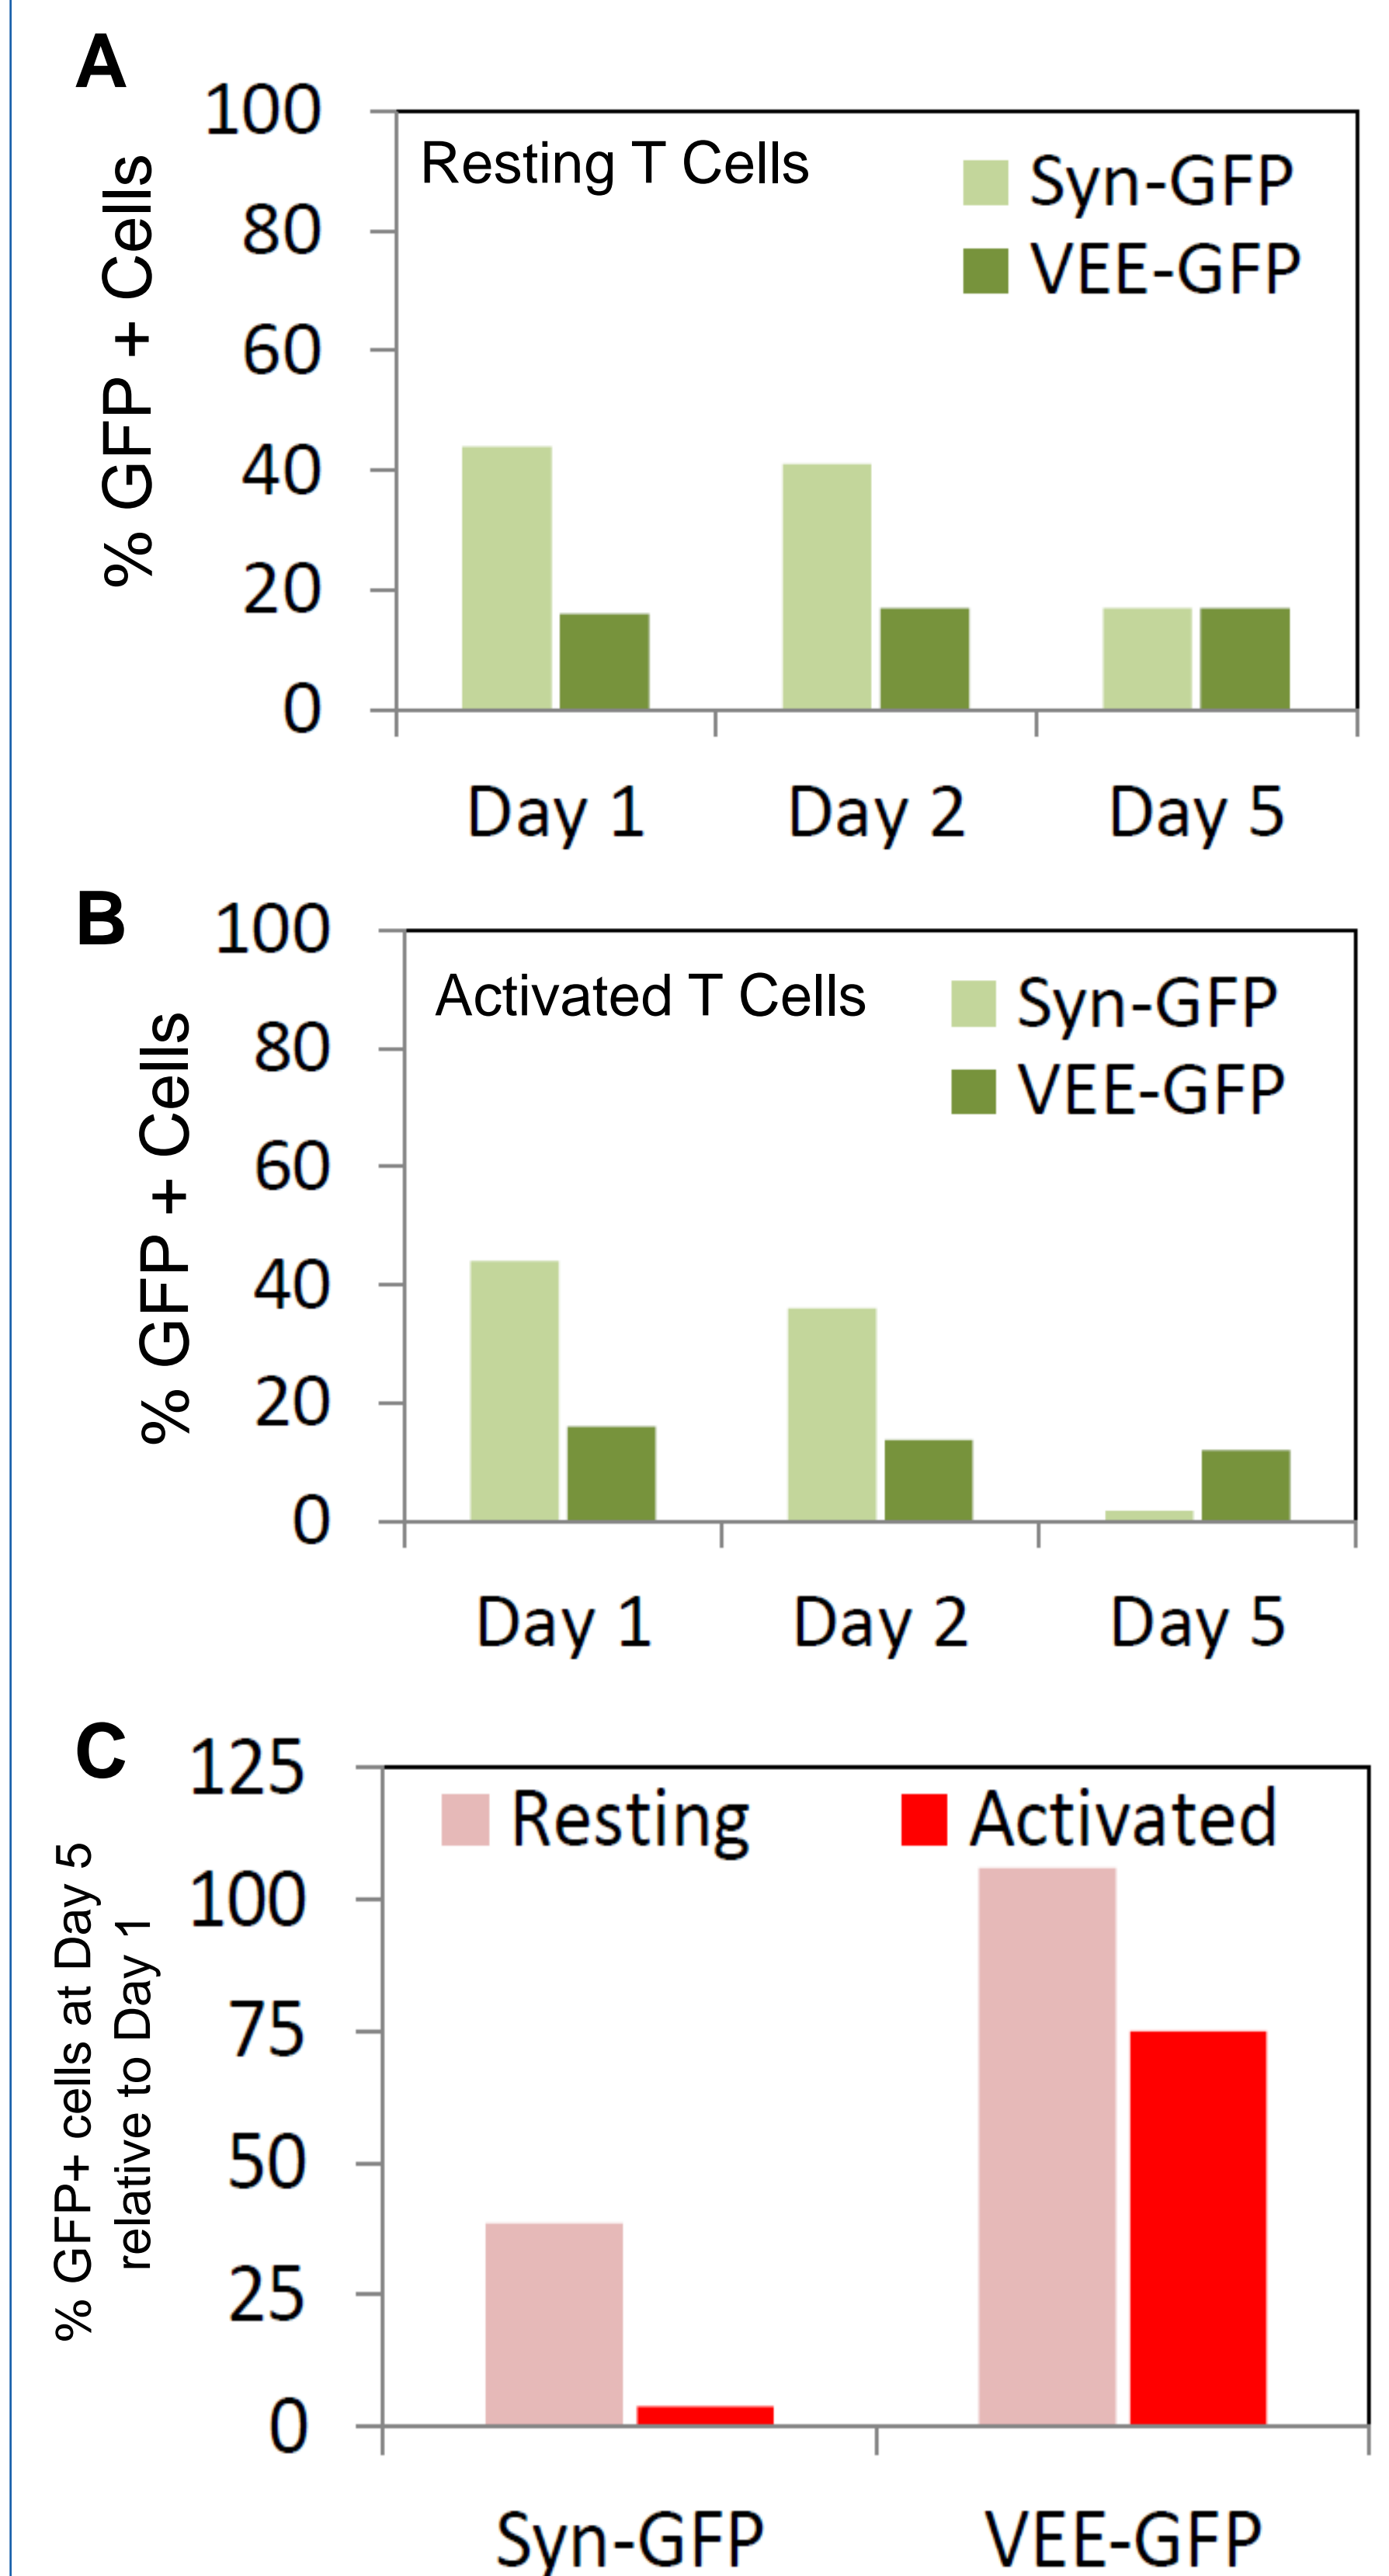 A
% GFP + Cells
100
80
60
40
20
0
Resting T Cells
Syn-GFP
VEE-GFP
Day 1 Day 2 Day 5
B
% GFP + Cells
100
80
60
40
20
0
Activated T Cells
Syn-GFP
VEE-GFP
Day 1 Day 2 Day 5
C
% GFP+ cells at Day 5
relative to Day 1
125
100
75
50
25
0
Resting Activated
Syn-GFP VEE-GFP